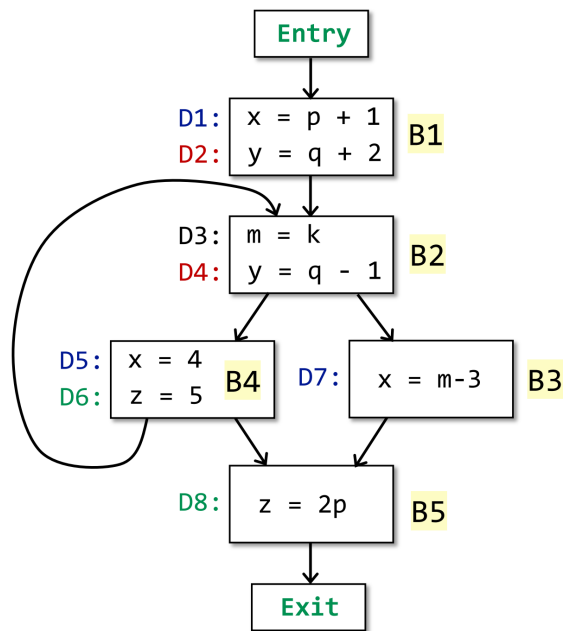 Entry
D1: x = p + 1
D2: y = q + 2
B1
D3: m = k
D4: y = q - 1
B2
D5: x = 4
D6: z = 5
B4
D7: x = m-3
B3
D8: z = 2p
B5
Exit